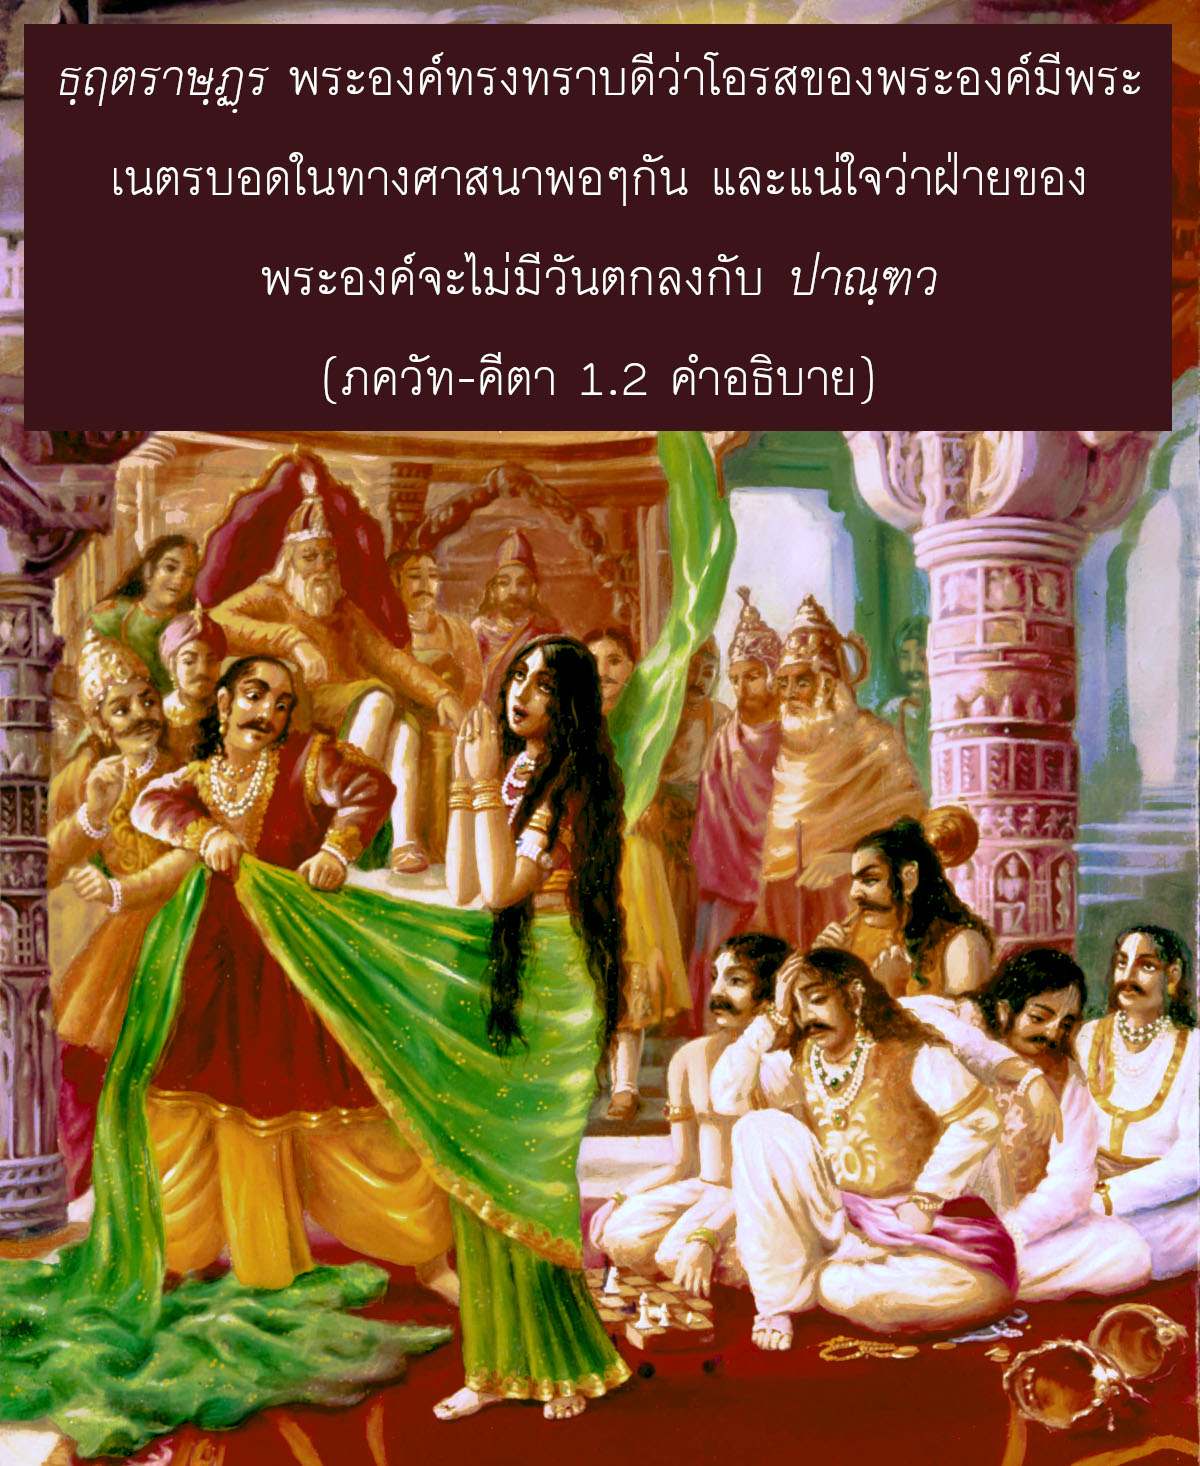 ธฺฤตราษฺฏฺร พระองค์ทรงทราบดีว่าโอรสของพระองค์มีพระ
เนตรบอดในทางศาสนาพอๆกัน และแน่ใจว่าฝ่ายของ
พระองค์จะไม่มีวันตกลงกับ ปาณฺฑว
(ภควัท-คีตา 1.2 คำอธิบาย)